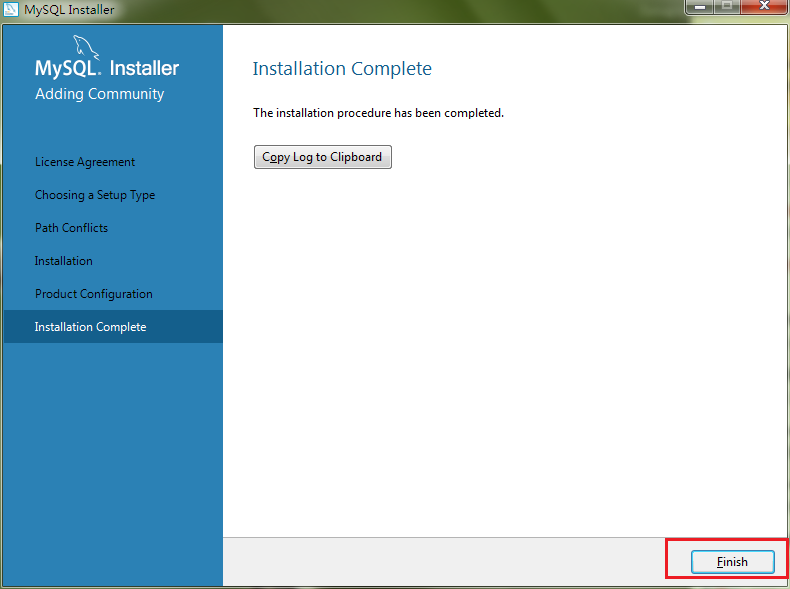 MySQL Installer
MySQL® Installer
Adding Community
License Agreement
Choosing a Setup Type
Path Conflicts
Installation
Product Configuration
Installation Complete
Installation Complete
The installation procedure has been completed.
Copy Log to Clipboard
Finish